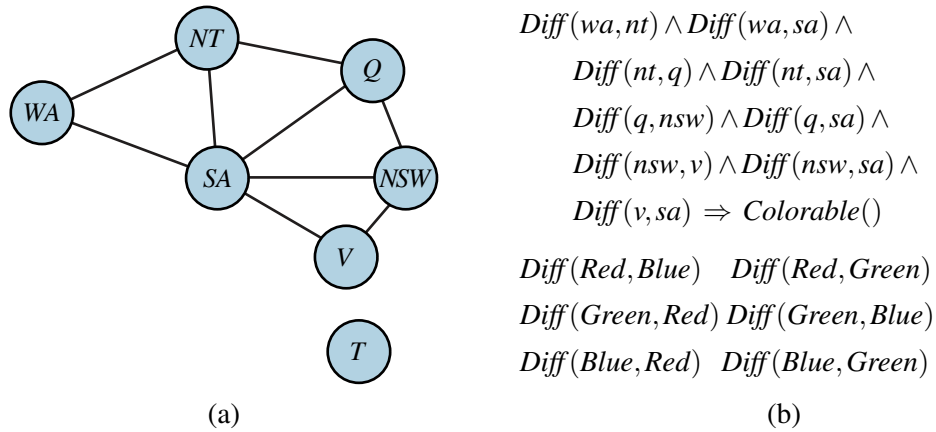 NT
Q
WA
SA
NSW
V
T
(a)
Diff(wa,nt) ∧ Diff(wa,sa) ∧
Diff(nt,q) ∧ Diff(nt,sa) ∧
Diff(q,nsw) ∧ Diff(q,sa) ∧
Diff(nsw,v) ∧ Diff(nsw,sa) ∧
Diff(v,sa) ⇒ Colorable()
Diff(Red,Blue) Diff(Red,Green)
Diff(Green,Red) Diff(Green,Blue)
Diff(Blue,Red) Diff(Blue,Green)
(b)